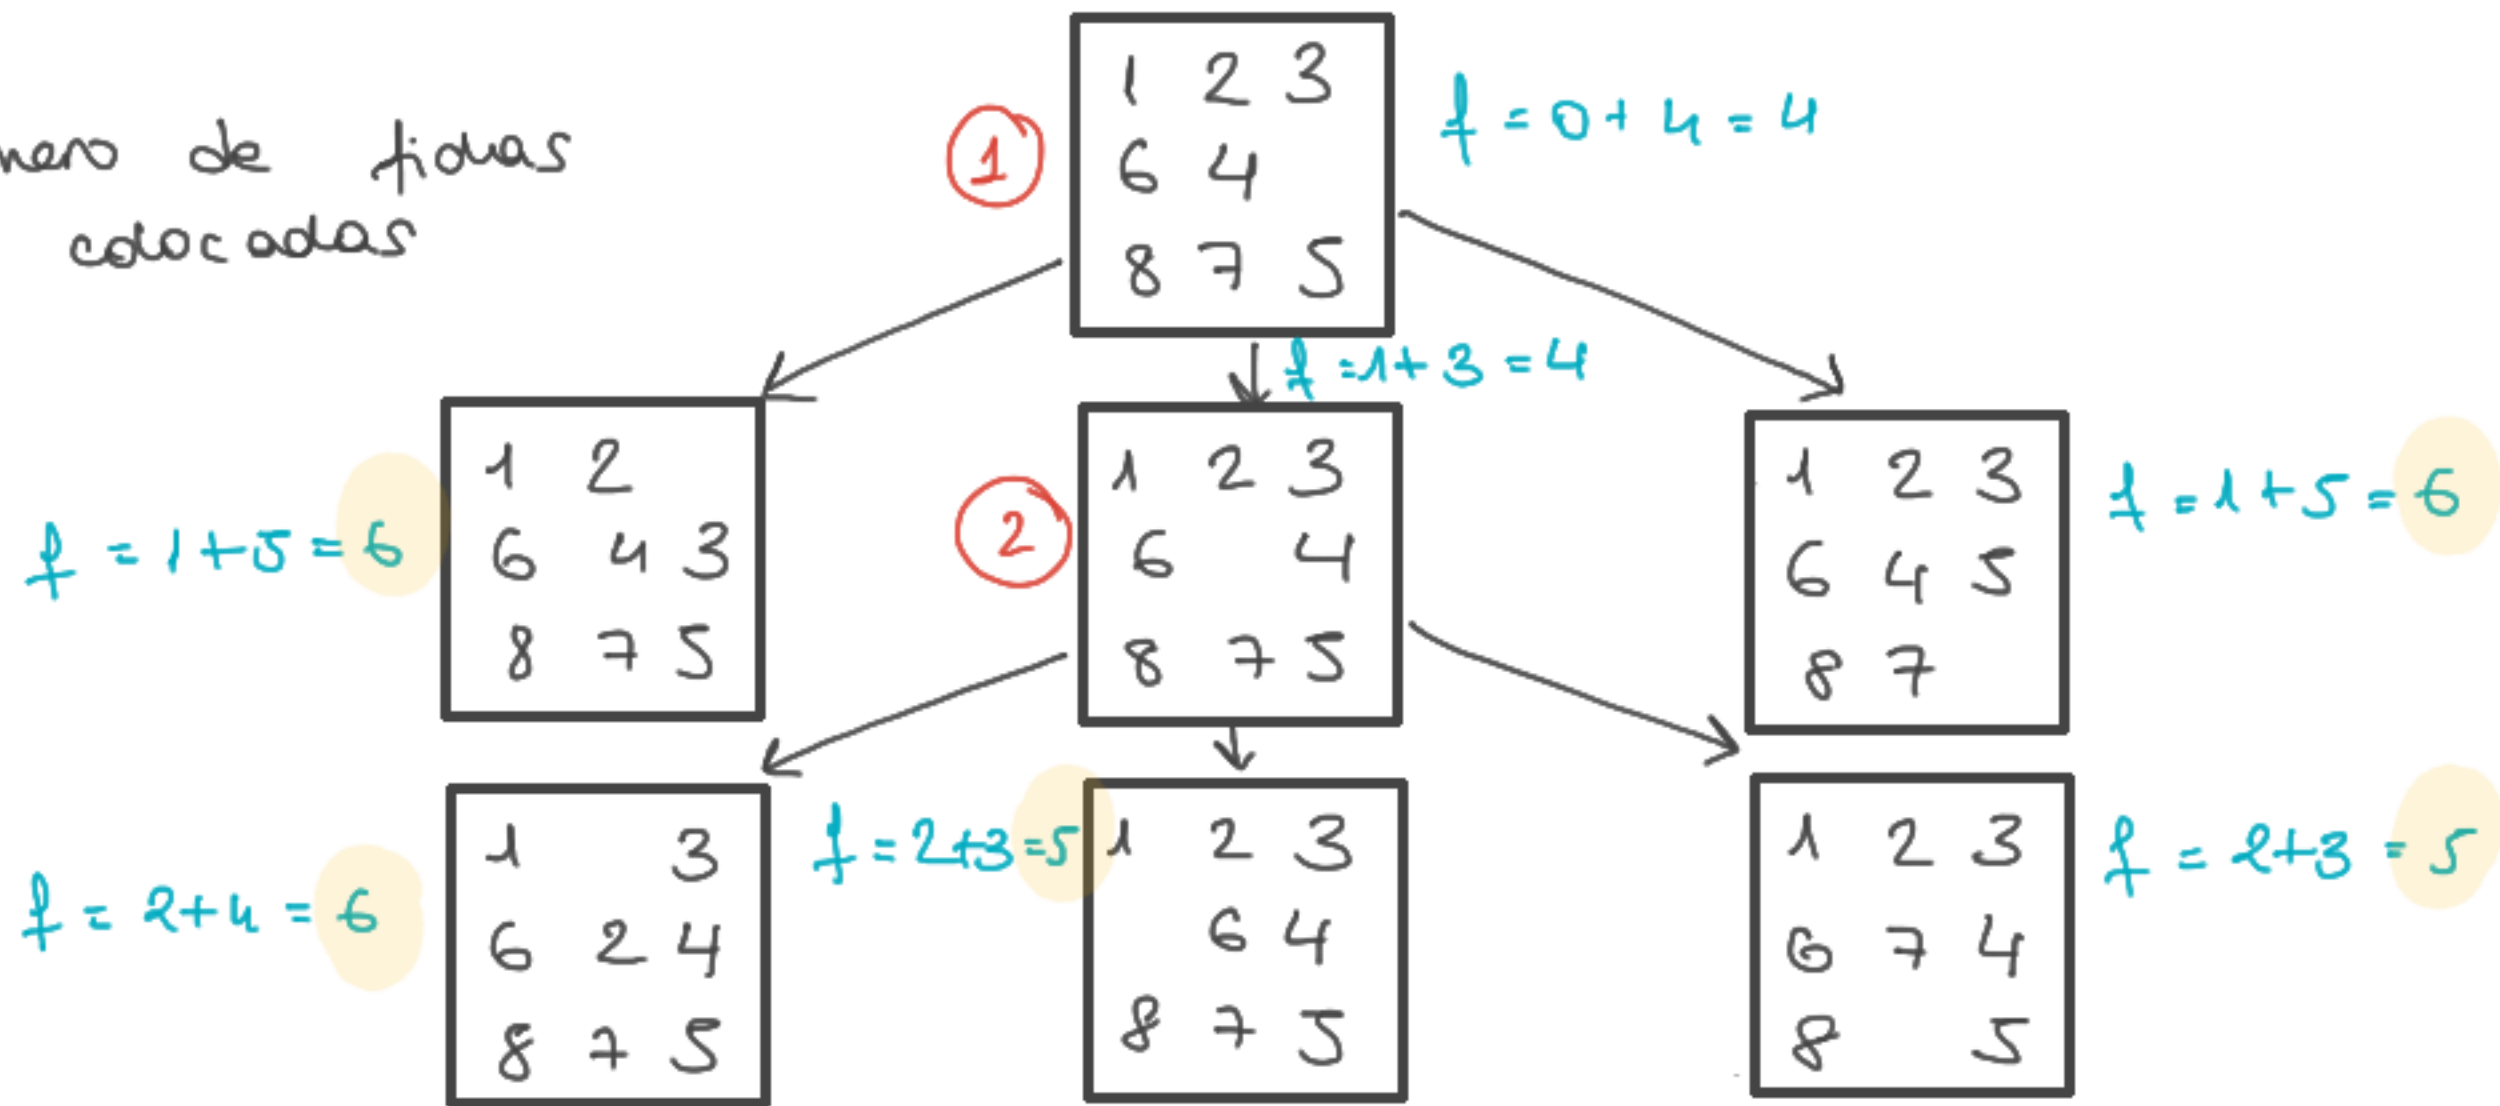 de fichas
colocadas
1 2 3
6 4
8 7 5
1
f = 0 + 4 = 4
f = 1 + 3 = 4
f = 1 + 5 = 6
1 2
6 4 3
8 7 5
2
1 2 3
6 4
8 7 5
1 2 3
6 4 5
8 7
f = 1 + 5 = 6
f = 2 + 4 = 6
1 3
6 2 4
8 7 5
f = 2 + 3 = 5
1 2 3
6 4
8 7 5
1 2 3
6 7 4
8 5
f = 2 + 3 = 5